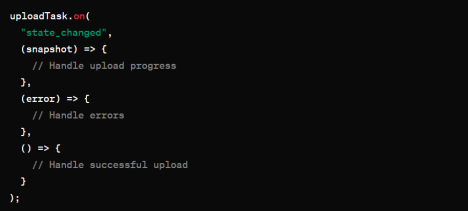 uploadTask.on(
  "state_changed",
  (snapshot) => {
    // Handle upload progress
  },
  (error) => {
    // Handle errors
  },
  () => {
    // Handle successful upload
  }
);